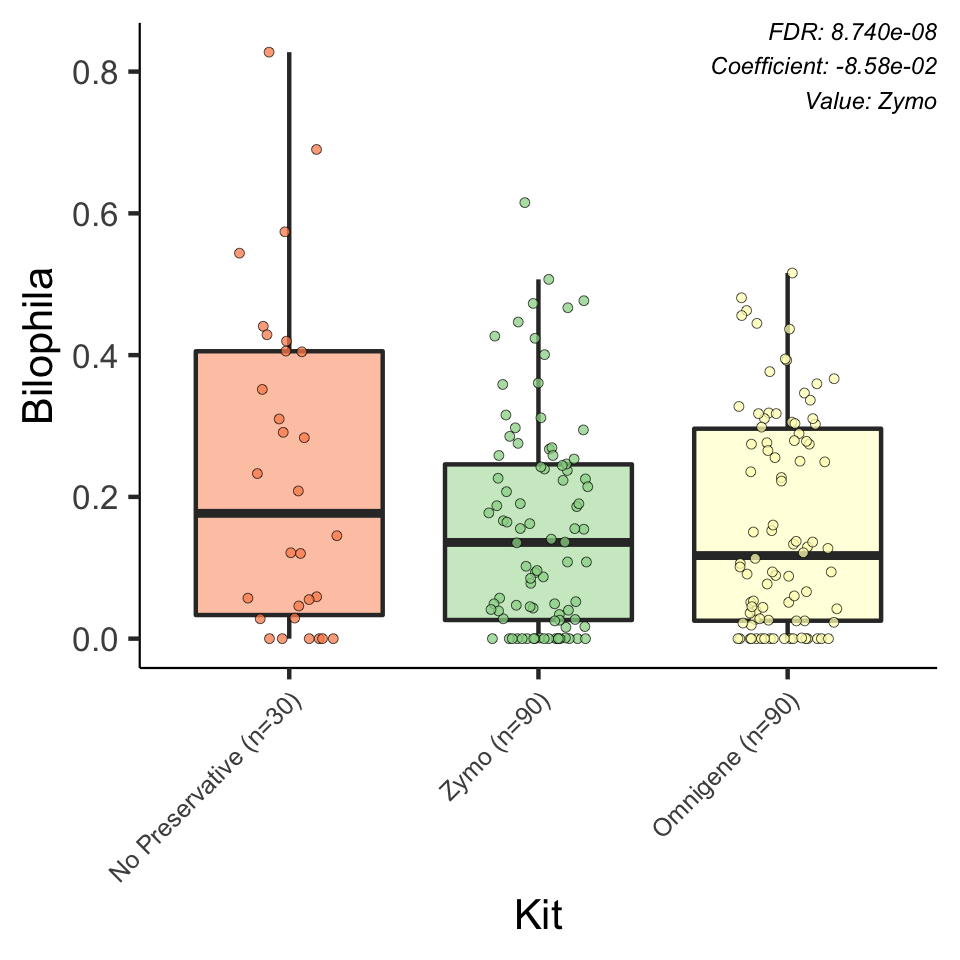 FDR: 8.740e-08
Coefficient: -8.58e-02
Value: Zymo
Bilophila
0.8
0.6
0.4
0.2
0.0
No Preservative (n=30)
Zymo (n=90)
Omnigene (n=90)
Kit